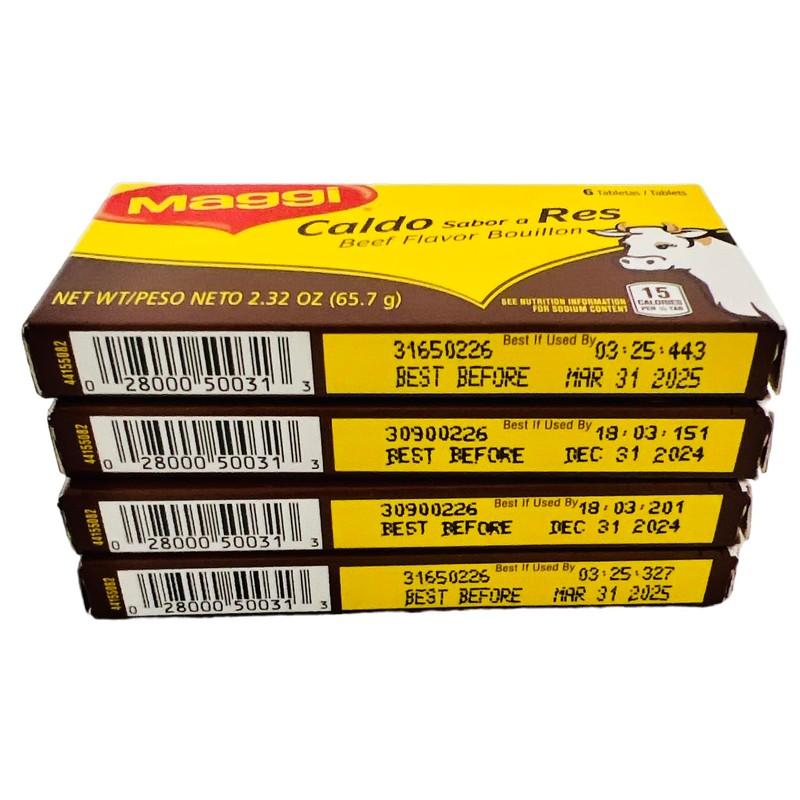 Maggi
6 Tabletas / Tablets
Caldo Sabor a Res
Beef Flavor Bouillon
NET WT/PESO NETO 2.32 OZ (65.7 g)
SEE NUTRITION INFORMATION
FOR SODIUM CONTENT
15
CALORIES
PER ½ TAB
44155082
0 28000 50031 3
Best If Used By
31650226 03:25:443
BEST BEFORE MAR 31 2025
44155082
0 28000 50031 3
Best If Used By
30900226 18:03:151
BEST BEFORE DEC 31 2024
44155082
0 28000 50031 3
Best If Used By
30900226 18:03:201
BEST BEFORE DEC 31 2024
44155082
0 28000 50031 3
Best If Used By
31650226 03:25:327
BEST BEFORE MAR 31 2025